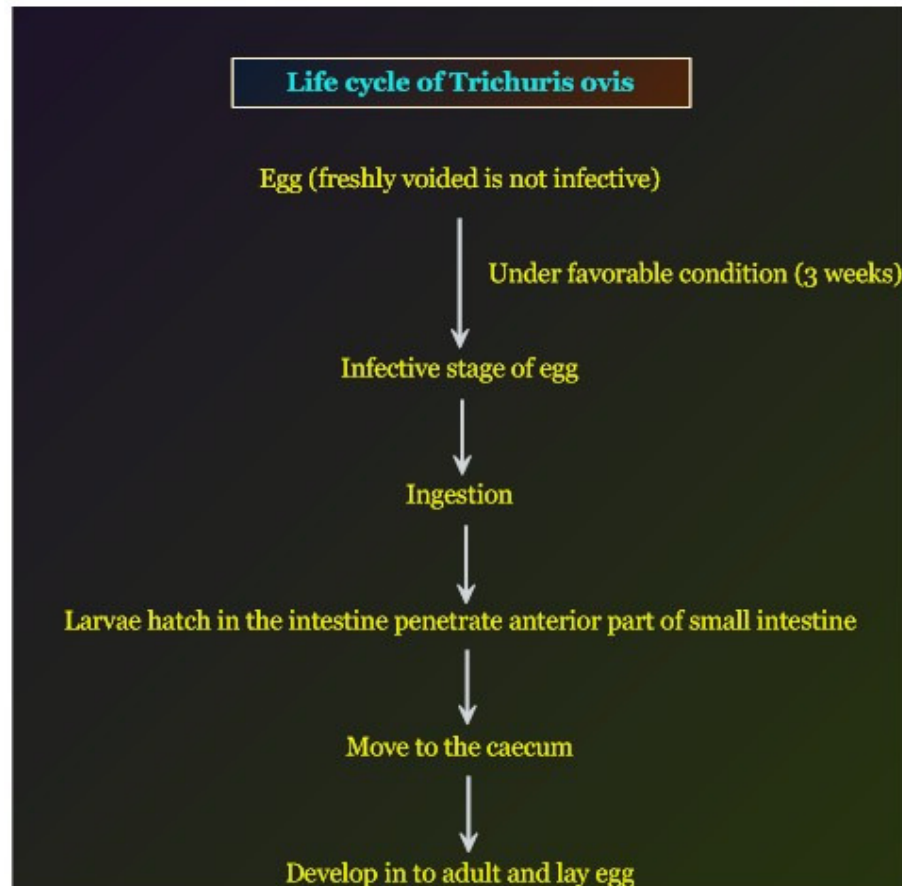 Life cycle of Trichuris ovis
Egg (freshly voided is not infective)
Under favorable condition (3 weeks)
Infective stage of egg
Ingestion
Larvae hatch in the intestine penetrate anterior part of small intestine
Move to the caecum
Develop in to adult and lay egg